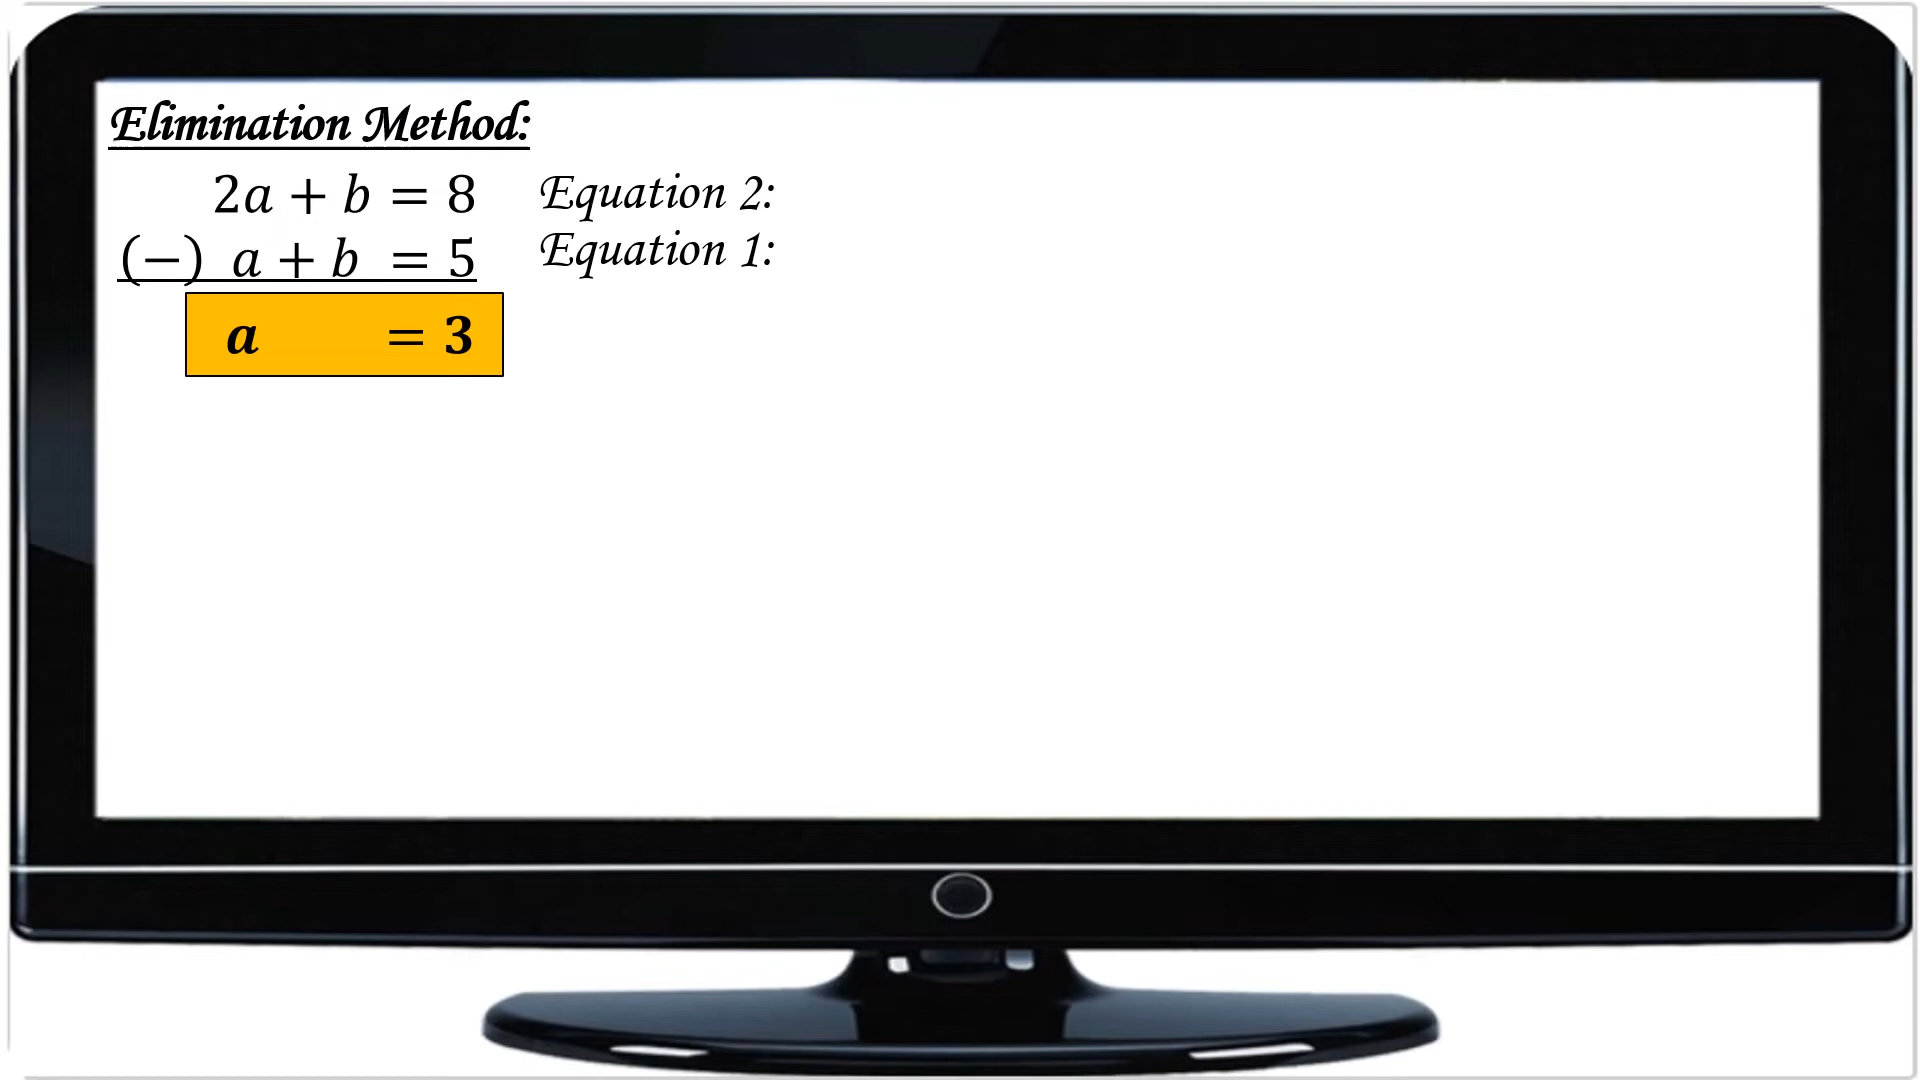 Elimination Method:
2a + b = 8 Equation 2:
(−) a + b = 5 Equation 1:
a = 3